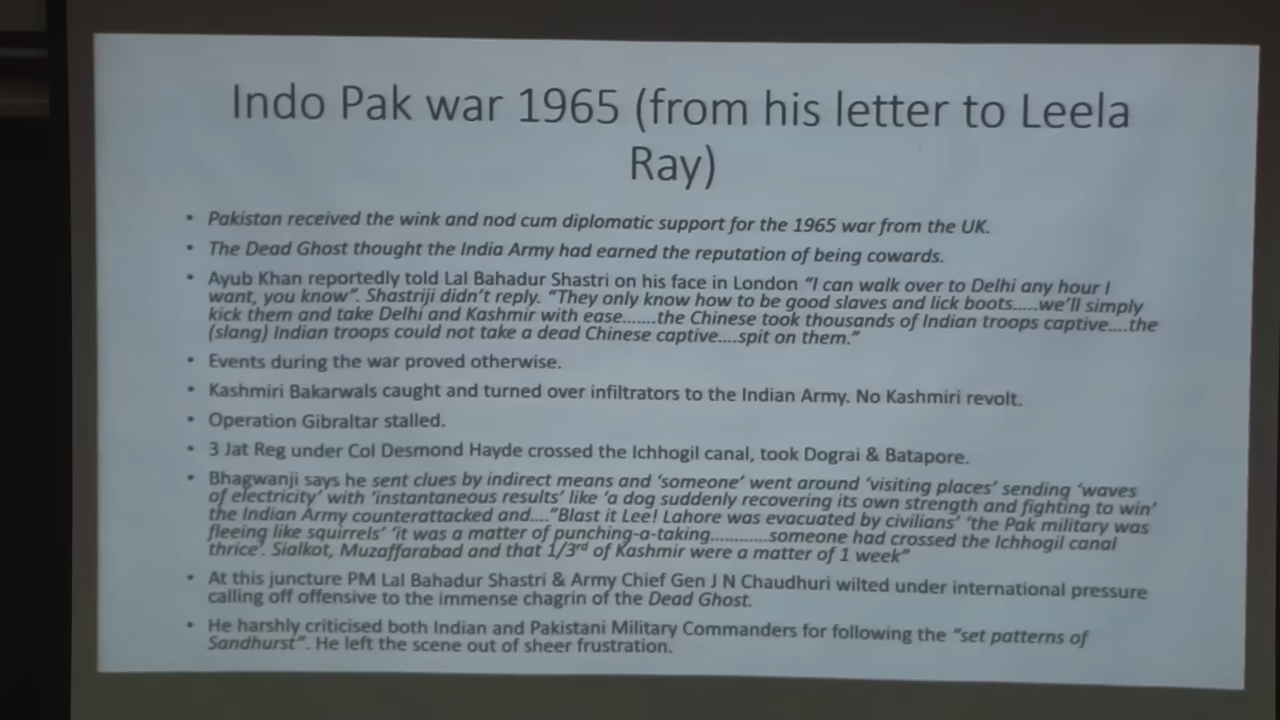 Indo Pak war 1965 (from his letter to Leela
Ray)
• Pakistan received the wink and nod cum diplomatic support for the 1965 war from the UK.
• The Dead Ghost thought the India Army had earned the reputation of being cowards.
• Ayub Khan reportedly told Lal Bahadur Shastri on his face in London “I can walk over to Delhi any hour I
want, you know”. Shastriji didn’t reply. “They only know how to be good slaves and lick boots.....we’ll simply
kick them and take Delhi and Kashmir with ease.......the Chinese took thousands of Indian troops captive....the
(slang) Indian troops could not take a dead Chinese captive....spit on them.”
• Events during the war proved otherwise.
• Kashmiri Bakarwals caught and turned over infiltrators to the Indian Army. No Kashmiri revolt.
• Operation Gibraltar stalled.
• 3 Jat Reg under Col Desmond Hayde crossed the Ichhogil canal, took Dograi & Batapore.
• Bhagwanji says he sent clues by indirect means and ‘someone’ went around ‘visiting places’ sending ‘waves
of electricity’ with ‘instantaneous results’ like ‘a dog suddenly recovering its own strength and fighting to win’
the Indian Army counterattacked and....”Blast it Lee! Lahore was evacuated by civilians’ ‘the Pak military was
fleeing like squirrels’ ‘it was a matter of punching-a-taking...........someone had crossed the Ichhogil canal
thrice’. Sialkot, Muzaffarabad and that 1/3rd of Kashmir were a matter of 1 week”
• At this juncture PM Lal Bahadur Shastri & Army Chief Gen J N Chaudhuri wilted under international pressure
calling off offensive to the immense chagrin of the Dead Ghost.
• He harshly criticised both Indian and Pakistani Military Commanders for following the “set patterns of
Sandhurst”. He left the scene out of sheer frustration.